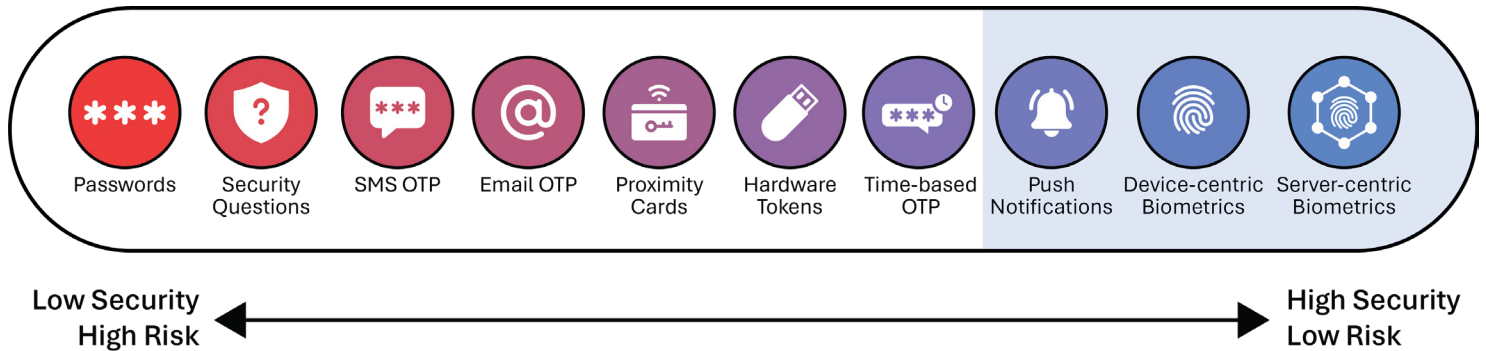 Passwords
Security
Questions
SMS OTP
Email OTP
Proximity
Cards
Hardware
Tokens
Time-based
OTP
Push
Notifications
Device-centric
Biometrics
Server-centric
Biometrics
Low Security
High Risk
High Security
Low Risk